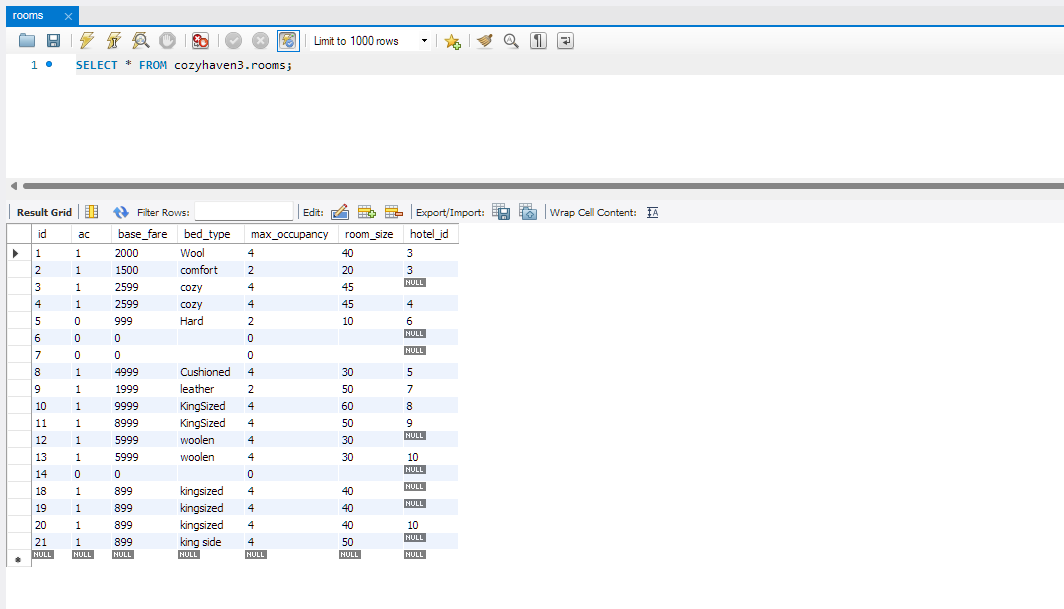 rooms
Limit to 1000 rows
1 SELECT * FROM cozyhaven3.rooms;
Result Grid Filter Rows: Edit: Export/Import: Wrap Cell Content:
id ac base_fare bed_type max_occupancy room_size hotel_id
1 1 2000 Wool 4 40 3
2 1 1500 comfort 2 20 3
3 1 2599 cozy 4 45 NULL
4 1 2599 cozy 4 45 4
5 0 999 Hard 2 10 6
6 0 0 0 NULL
7 0 0 0 NULL
8 1 4999 Cushioned 4 30 5
9 1 1999 leather 2 50 7
10 1 9999 KingSized 4 60 8
11 1 8999 KingSized 4 50 9
12 1 5999 woolen 4 30 NULL
13 1 5999 woolen 4 30 10
14 0 0 0 NULL
18 1 899 kingsized 4 40 NULL
19 1 899 kingsized 4 40 NULL
20 1 899 kingsized 4 40 10
21 1 899 king side 4 50 NULL
NULL NULL NULL NULL NULL NULL NULL